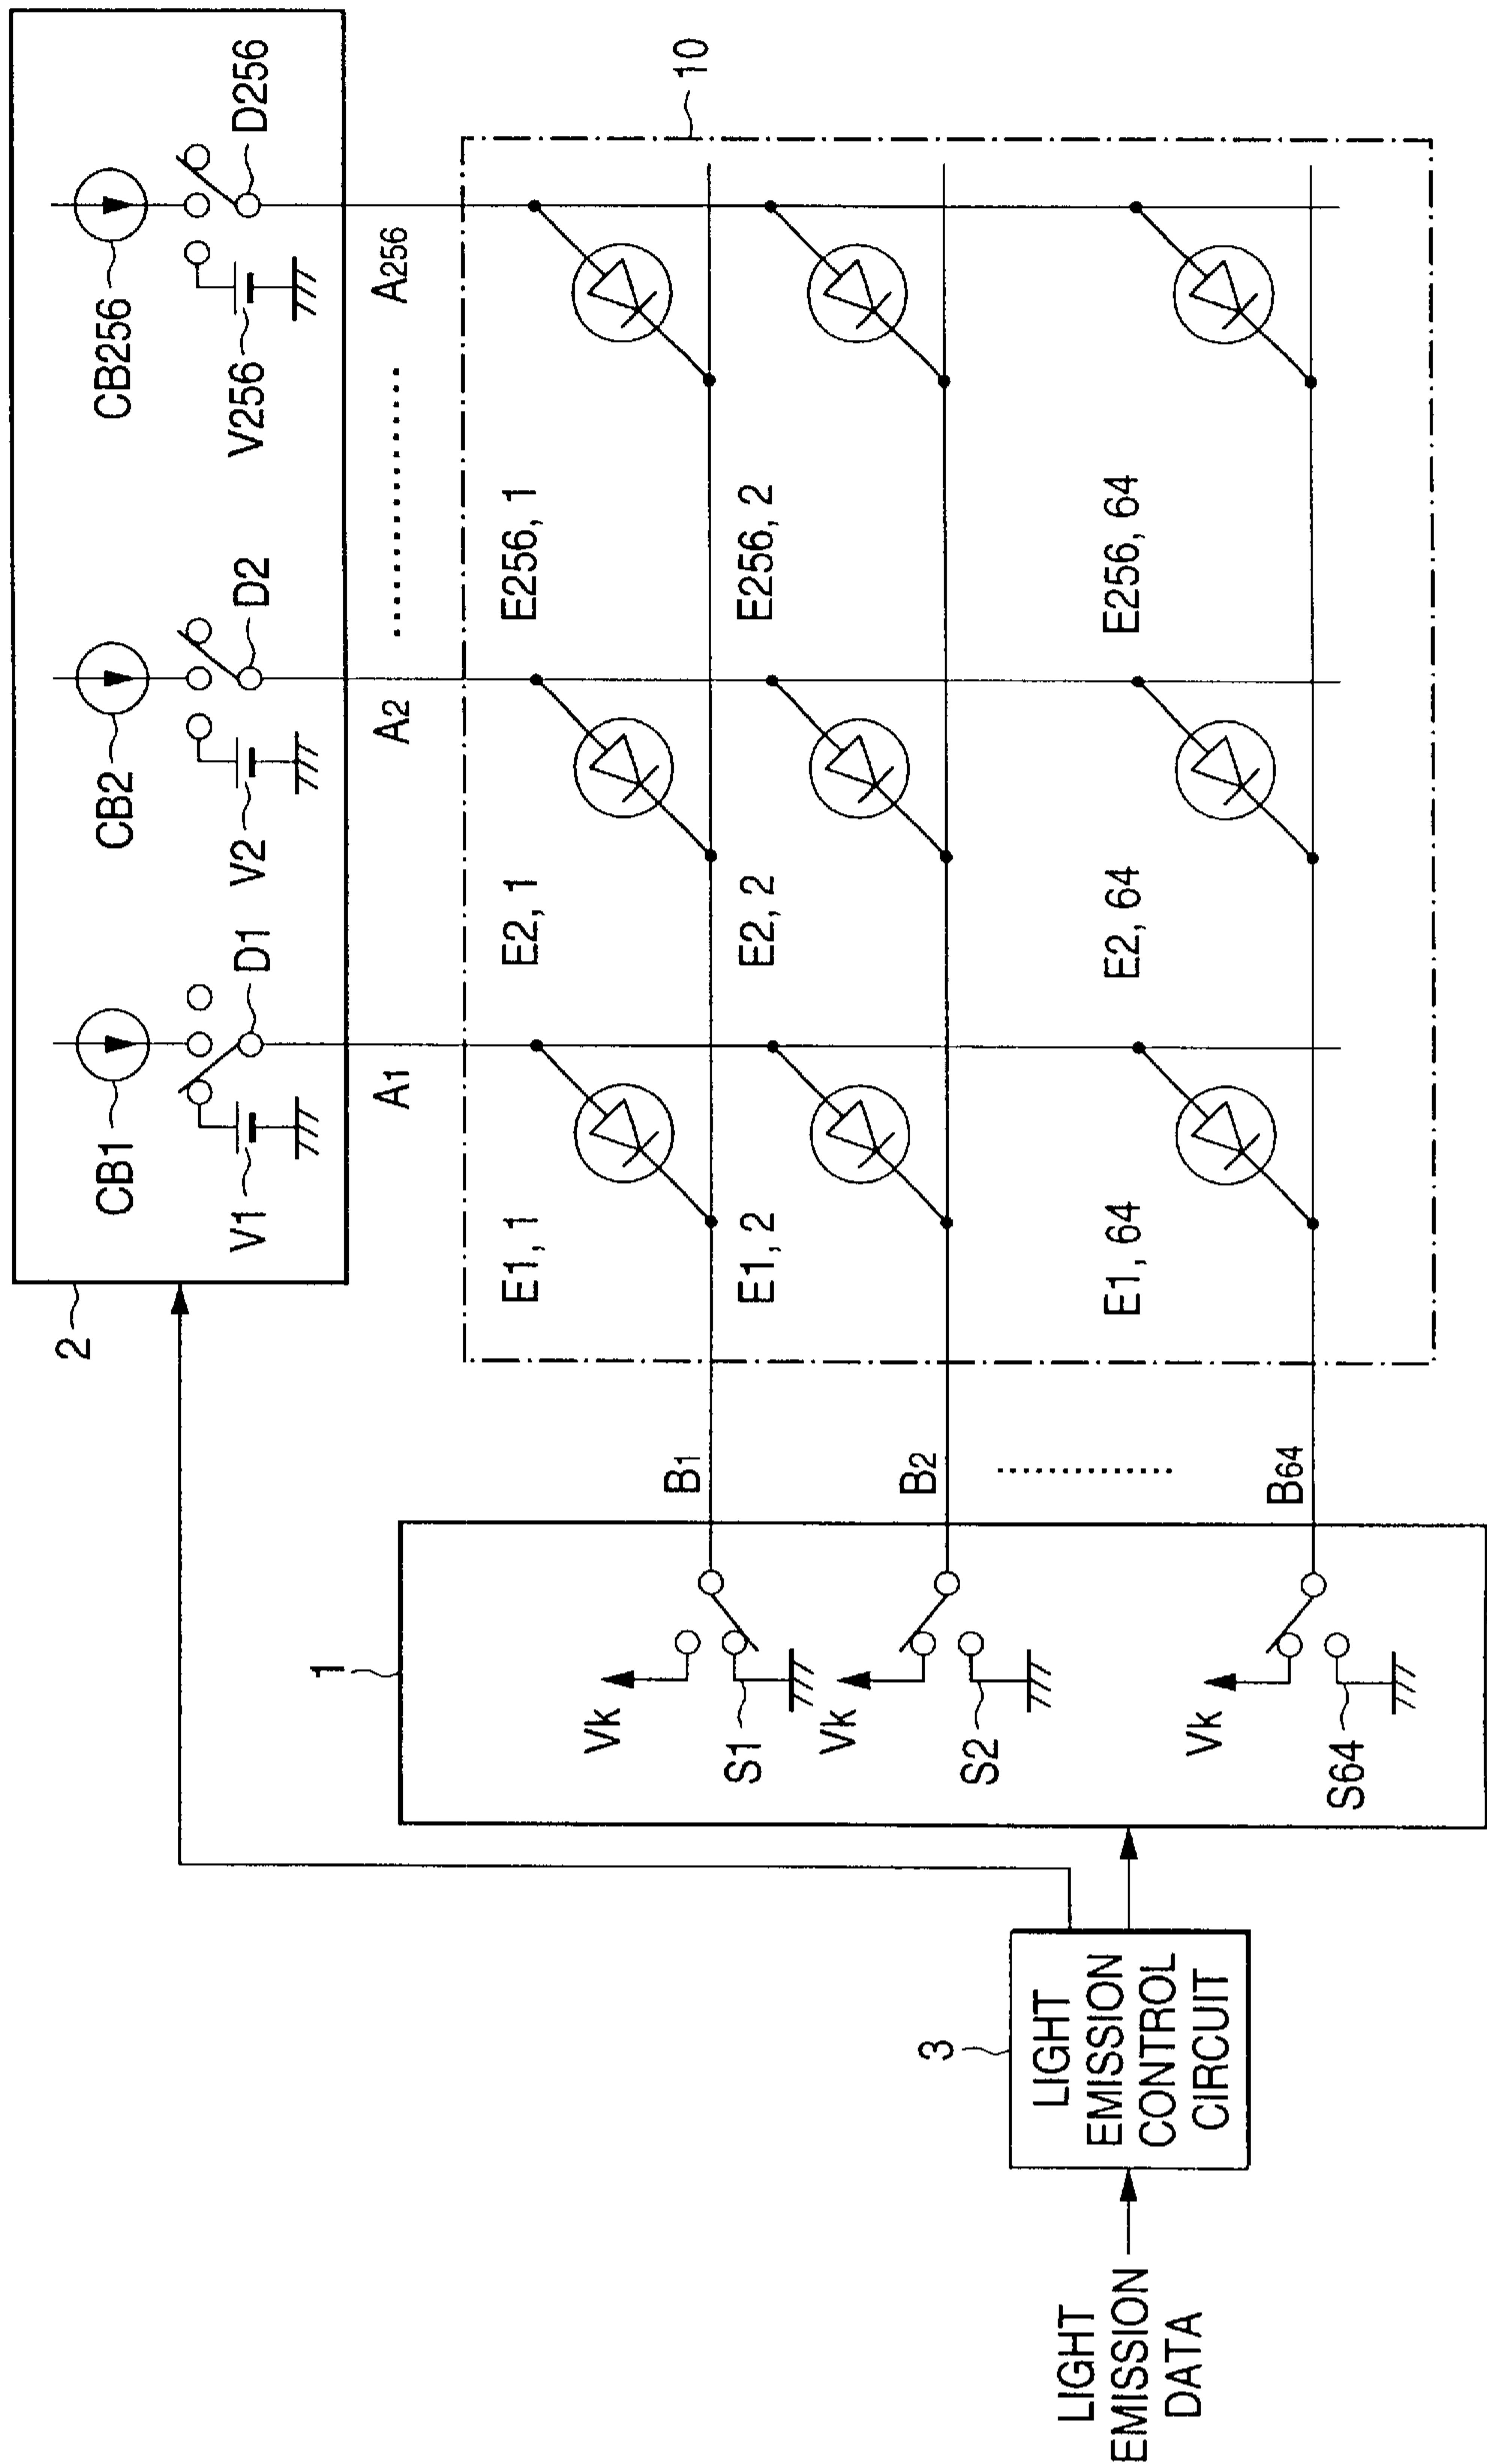 2
CB1
CB2
CB256
V1
D1
V2
D2
V256
D256
A1
A2
A256
10
E1, 1
E2, 1
E256, 1
E1, 2
E2, 2
E256, 2
E1, 64
E2, 64
E256, 64
B1
B2
B64
1
Vk
S1
Vk
S2
Vk
S64
3
LIGHT
EMISSION
CONTROL
CIRCUIT
LIGHT
EMISSION
DATA